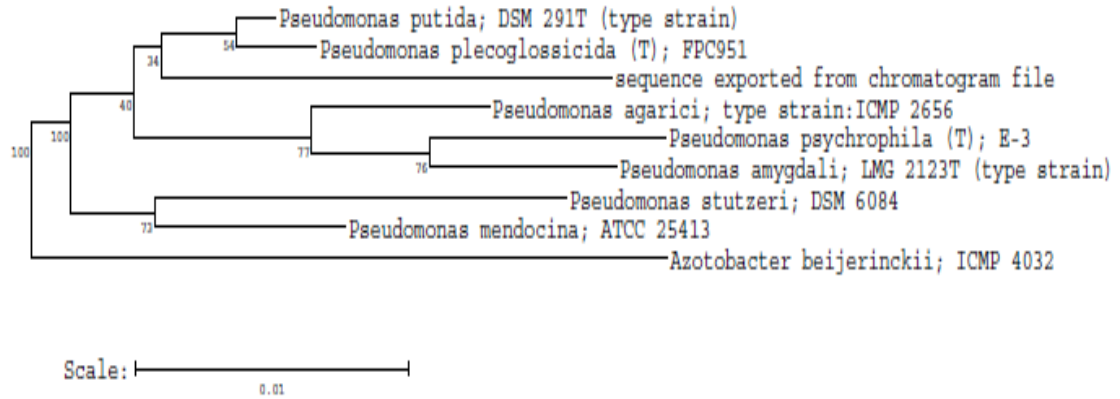 Pseudomonas putida; DSM 291T (type strain)
54
Pseudomonas plecoglossicida (T); FPC951
34
sequence exported from chromatogram file
40
Pseudomonas agarici; type strain:ICMP 2656
100
Pseudomonas psychrophila (T); E-3
77
100
76
Pseudomonas amygdali; LMG 2123T (type strain)
Pseudomonas stutzeri; DSM 6084
73
Pseudomonas mendocina; ATCC 25413
Azotobacter beijerinckii; ICMP 4032
Scale:
0.01